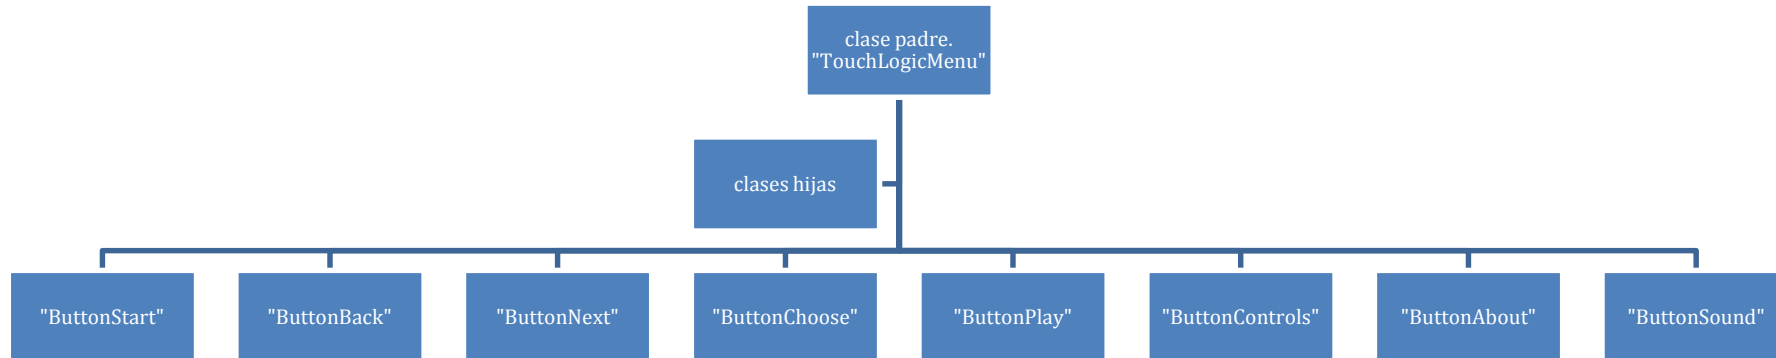 clase padre.
"TouchLogicMenu"
clases hijas
"ButtonStart"
"ButtonBack"
"ButtonNext"
"ButtonChoose"
"ButtonPlay"
"ButtonControls"
"ButtonAbout"
"ButtonSound"